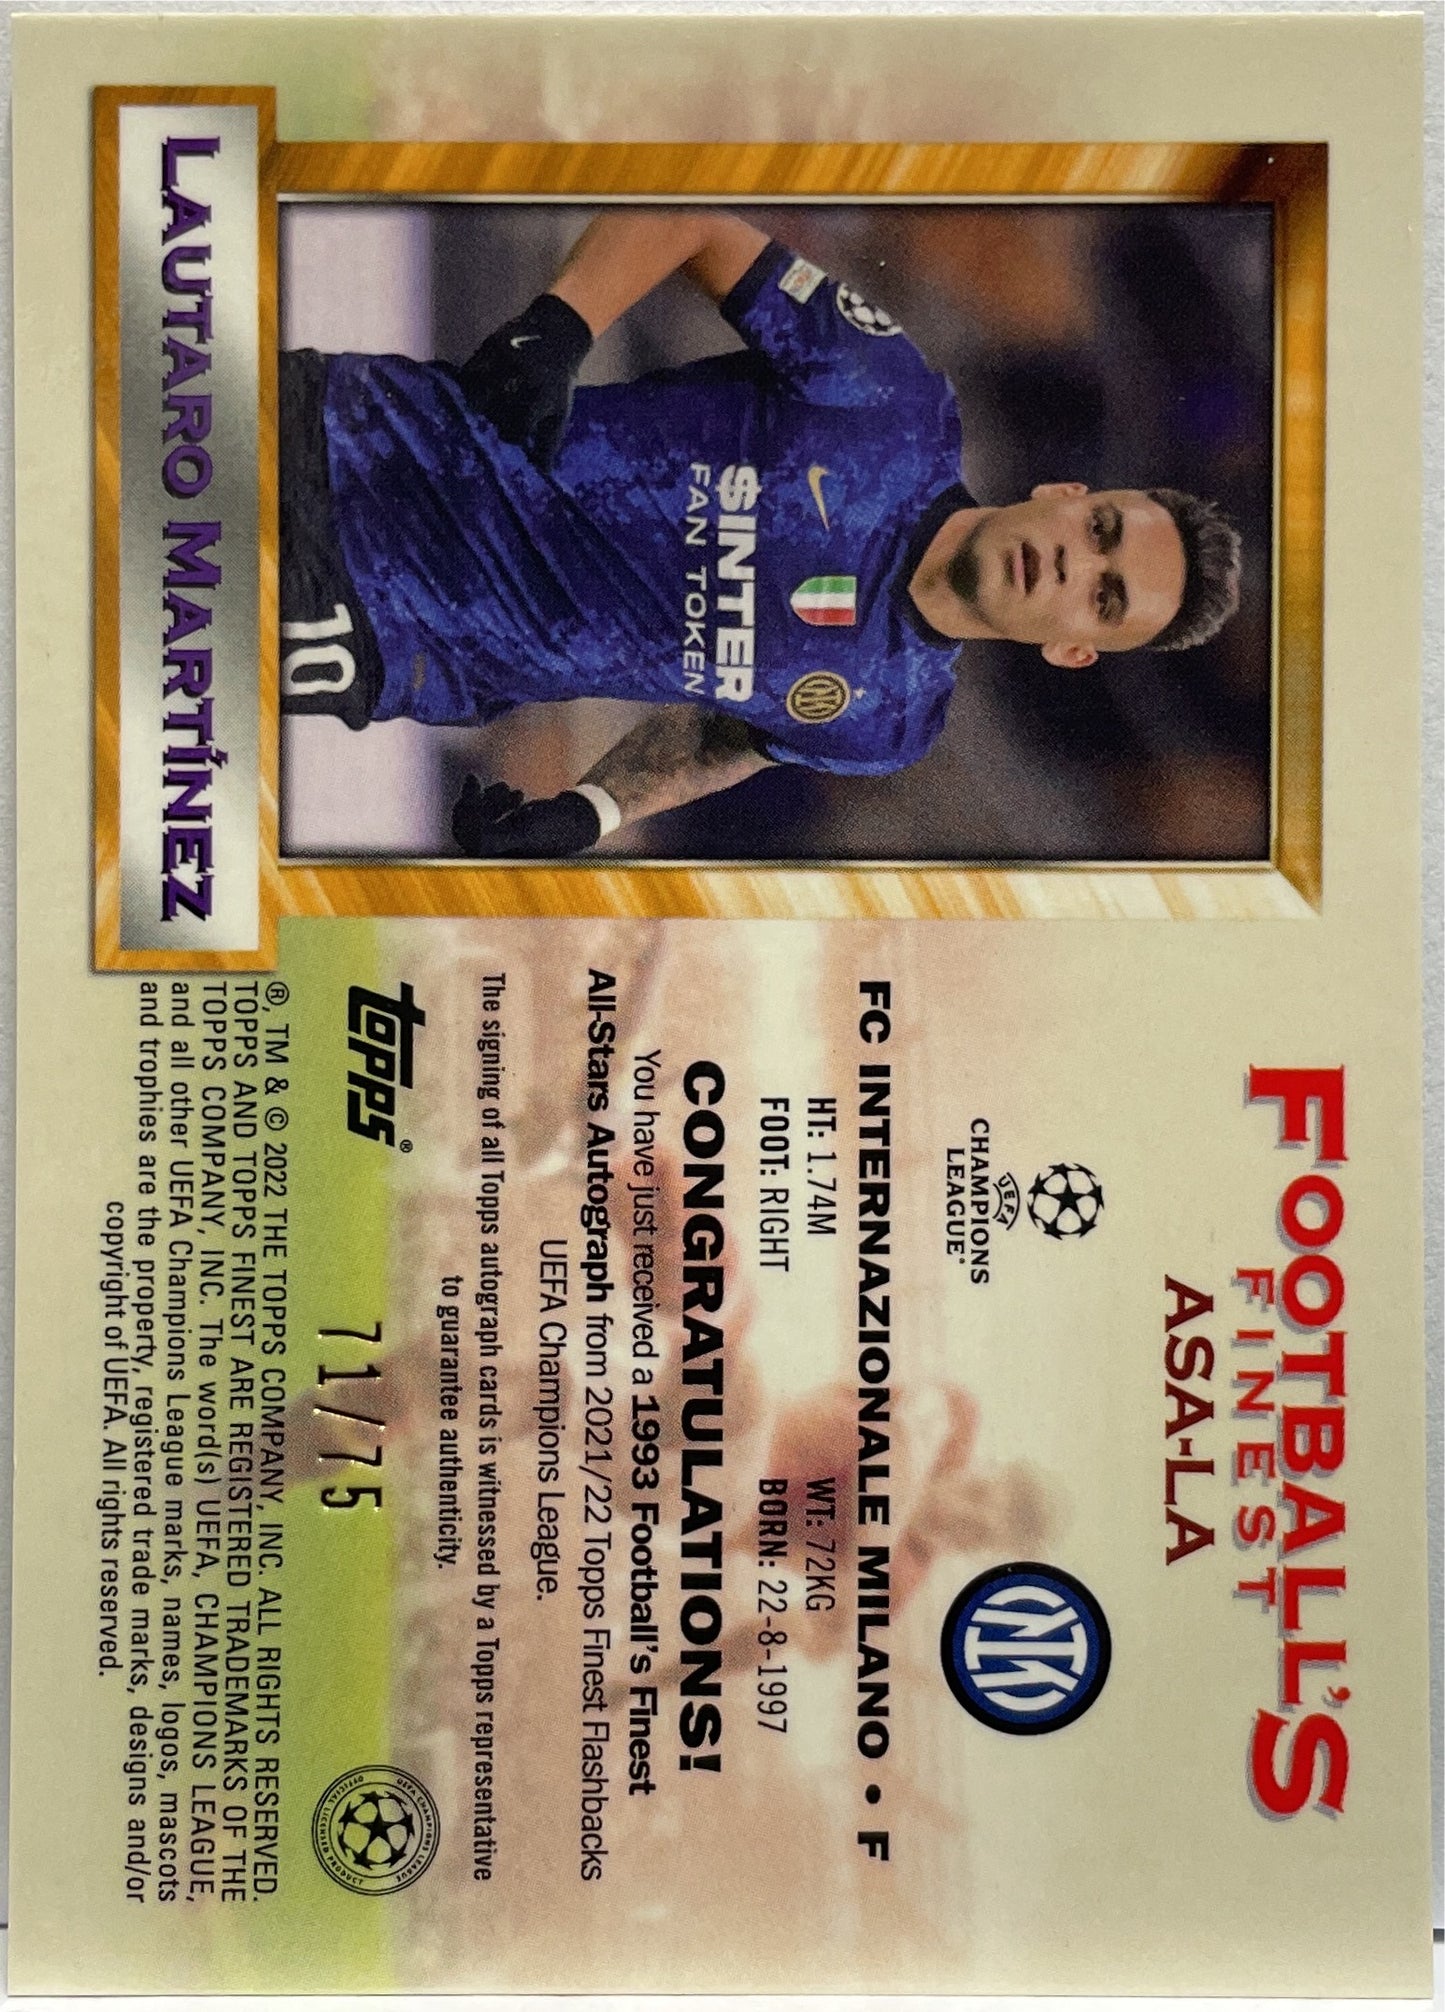 FOOTBALL'S
FINEST
ASA-LA
UEFA
CHAMPIONS
LEAGUE®
FC INTERNAZIONALE MILANO • F
HT: 1.74M WT: 72KG
FOOT: RIGHT BORN: 22-8-1997
CONGRATULATIONS!
You have just received a 1993 Football's Finest
All-Stars Autograph from 2021/22 Topps Finest Flashbacks
UEFA Champions League.
The signing of all Topps autograph cards is witnessed by a Topps representative
to guarantee authenticity.
topps®
71/75
®, TM & © 2022 THE TOPPS COMPANY, INC. ALL RIGHTS RESERVED.
TOPPS AND TOPPS FINEST ARE REGISTERED TRADEMARKS OF THE
TOPPS COMPANY, INC. The word(s) UEFA, CHAMPIONS LEAGUE,
and all other UEFA Champions League marks, names, logos, mascots
and trophies are the property, registered trade marks, designs and/or
copyright of UEFA. All rights reserved.
UEFA CHAMPIONS LEAGUE
OFFICIAL LICENSED PRODUCT
$INTER
FAN TOKEN
10
LAUTARO MARTÍNEZ